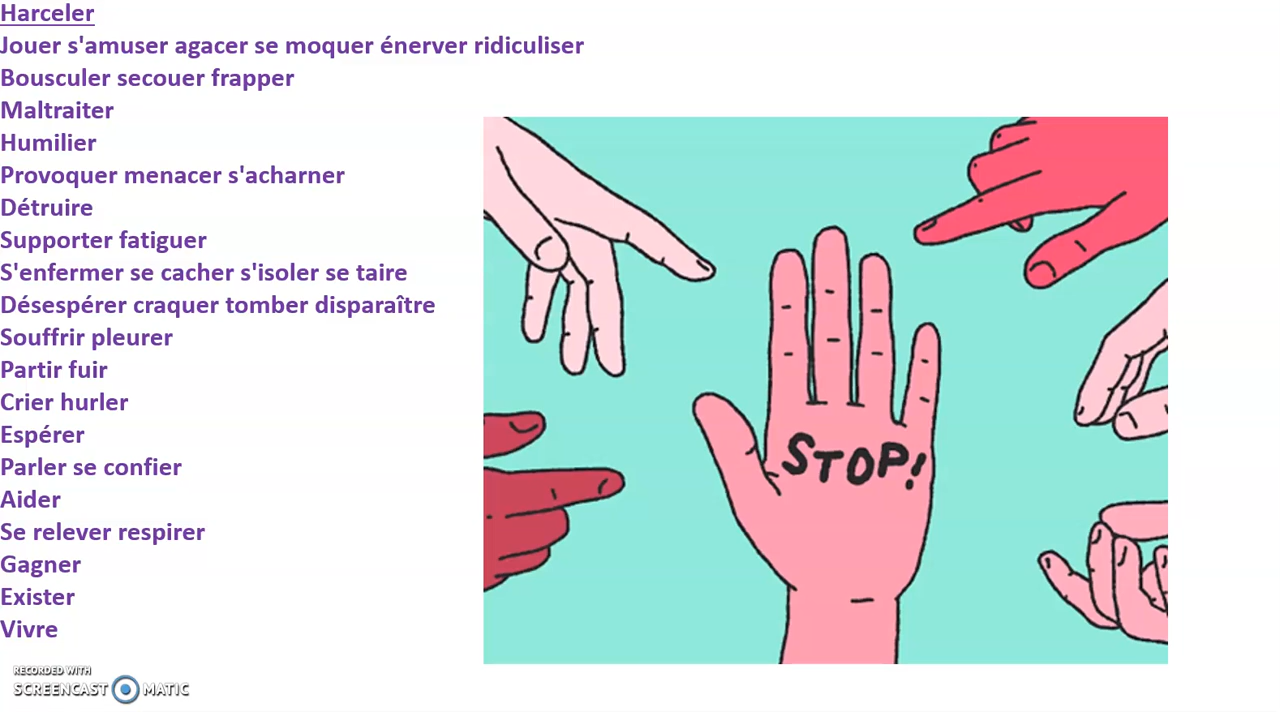 Harceler
Jouer s'amuser agacer se moquer énerver ridiculiser
Bousculer secouer frapper
Maltraiter
Humilier
Provoquer menacer s'acharner
Détruire
Supporter fatiguer
S'enfermer se cacher s'isoler se taire
Désespérer craquer tomber disparaître
Souffrir pleurer
Partir fuir
Crier hurler
Espérer
Parler se confier
Aider
Se relever respirer
Gagner
Exister
Vivre
STOP!
RECORDED WITH
SCREENCAST MATIC